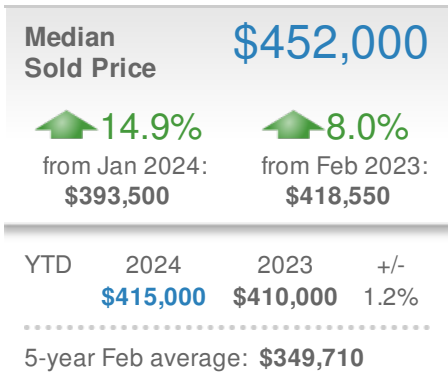 Median
Sold Price
$452,000
14.9% 8.0%
from Jan 2024: from Feb 2023:
$393,500 $418,550
YTD 2024 2023 +/-
$415,000 $410,000 1.2%
5-year Feb average: $349,710